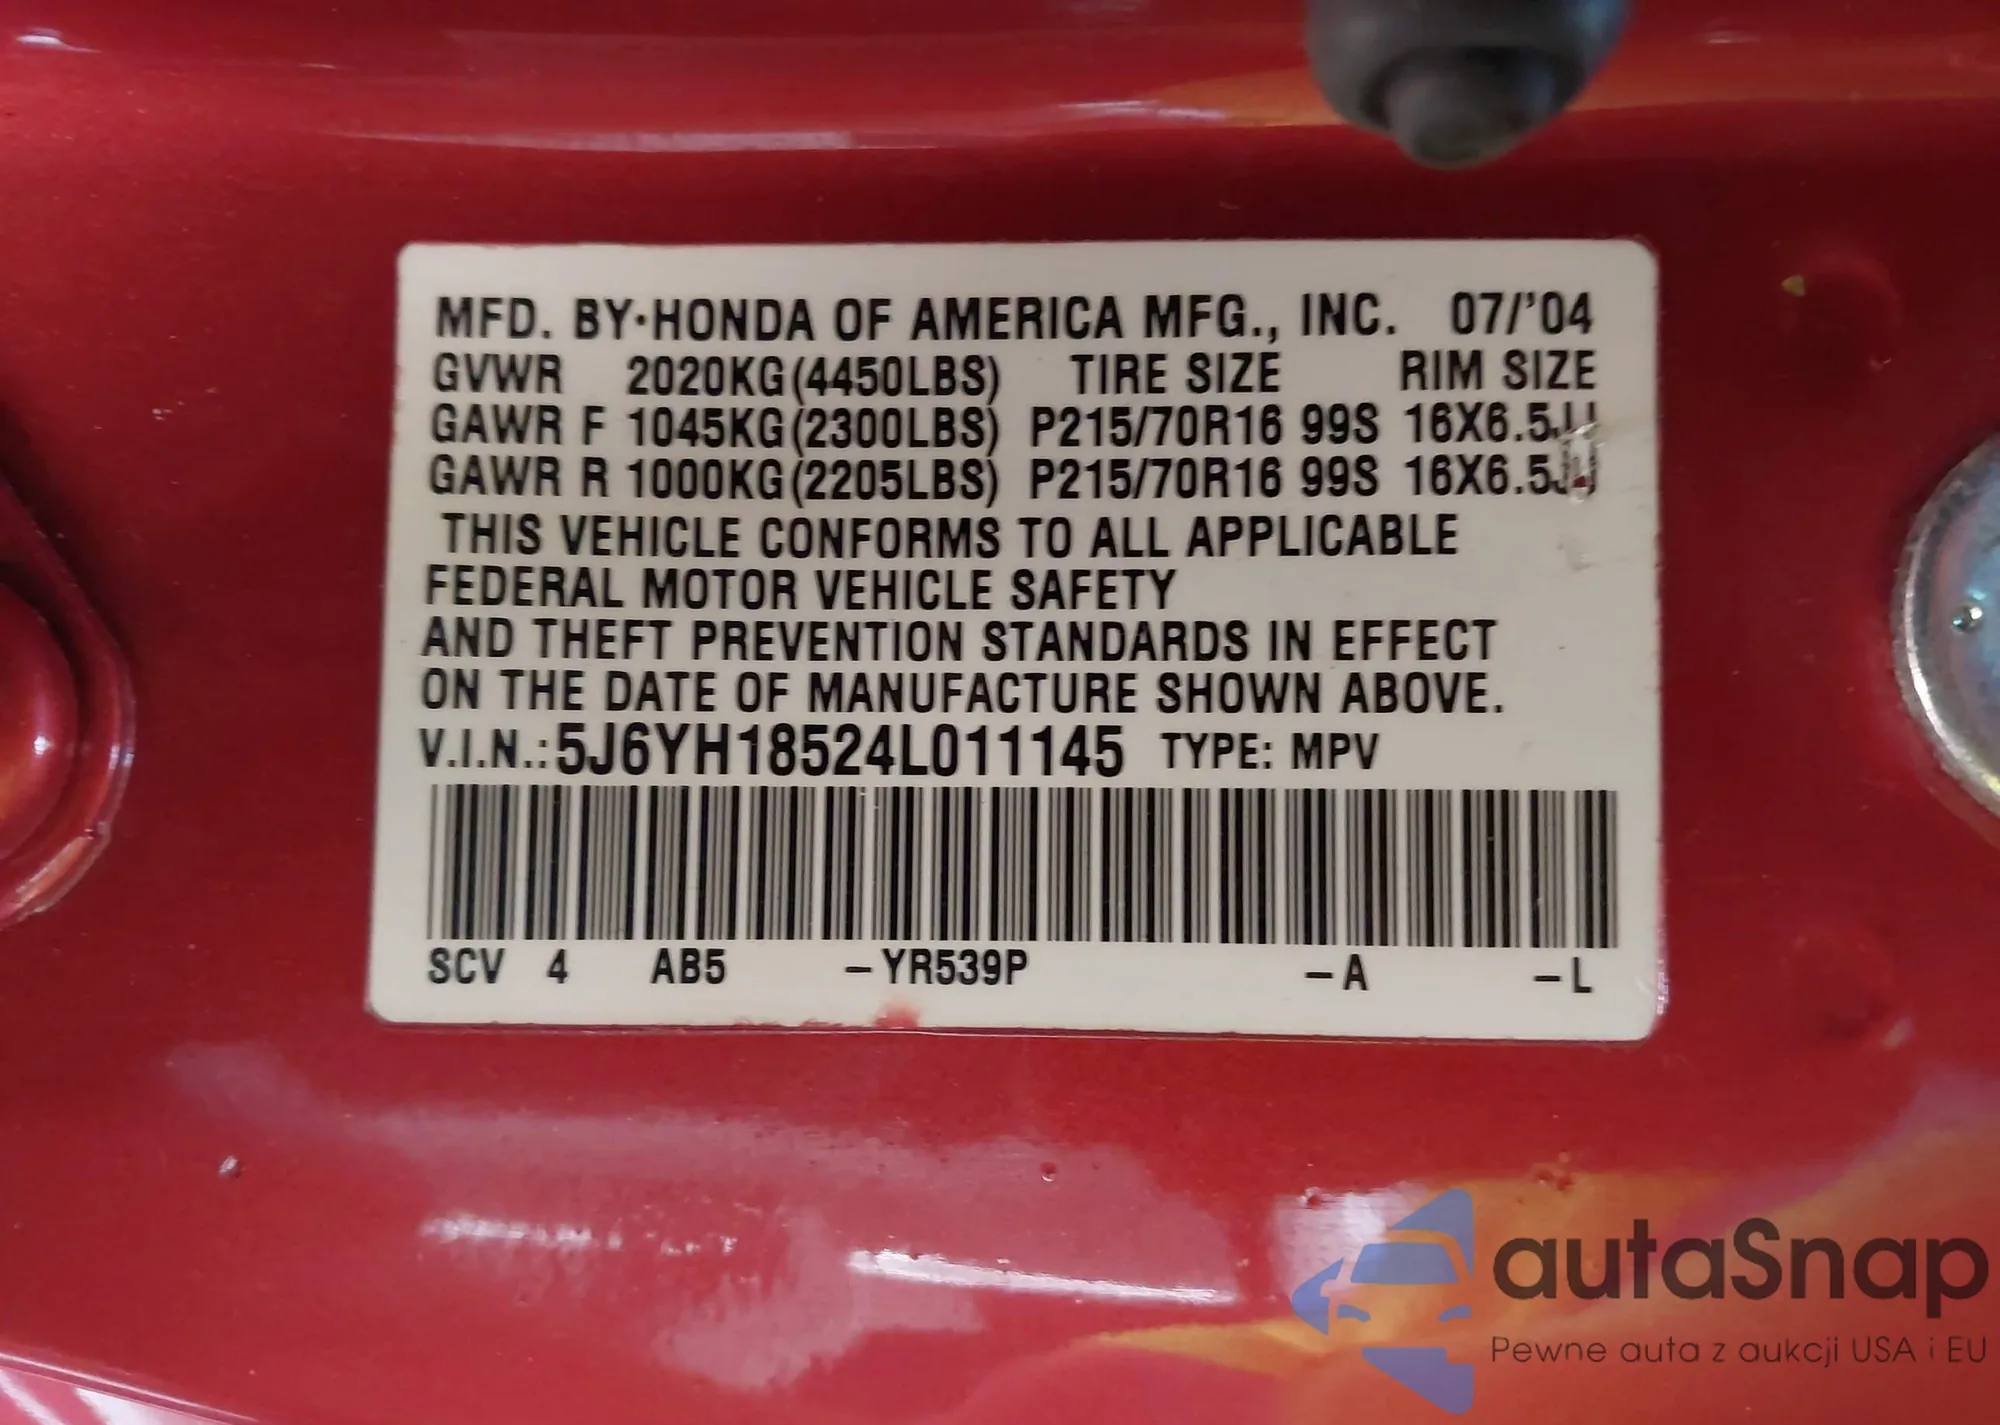 MFD. BY·HONDA OF AMERICA MFG., INC. 07/'04
GVWR 2020KG(4450LBS) TIRE SIZE RIM SIZE
GAWR F 1045KG(2300LBS) P215/70R16 99S 16X6.5JJ
GAWR R 1000KG(2205LBS) P215/70R16 99S 16X6.5JJ
THIS VEHICLE CONFORMS TO ALL APPLICABLE
FEDERAL MOTOR VEHICLE SAFETY
AND THEFT PREVENTION STANDARDS IN EFFECT
ON THE DATE OF MANUFACTURE SHOWN ABOVE.
V.I.N.: 5J6YH18524L011145 TYPE: MPV
SCV 4 AB5 -YR539P -A -L
autaSnap
Pewne auta z aukcji USA i EU